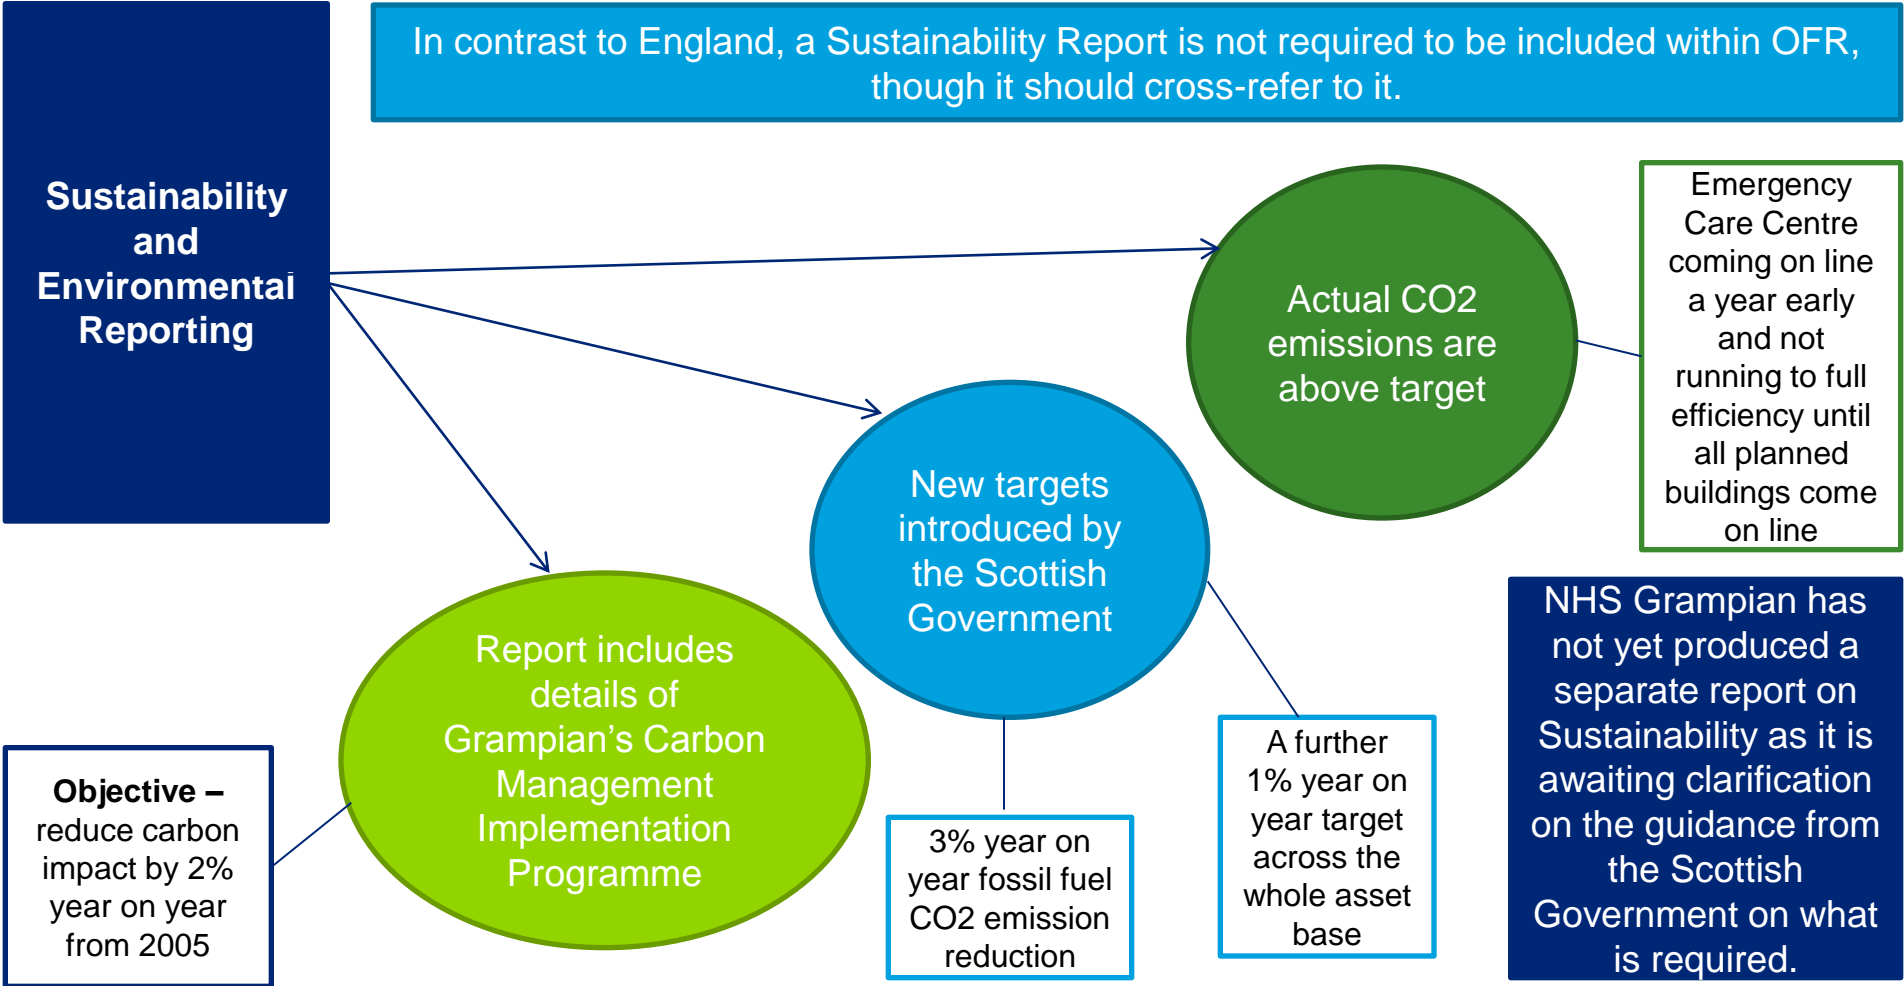 Sustainability
and
Environmental
Reporting
In contrast to England, a Sustainability Report is not required to be included within OFR,
though it should cross-refer to it.
Actual CO2
emissions are
above target
Emergency
Care Centre
coming on line
a year early
and not
running to full
efficiency until
all planned
buildings come
on line
New targets
introduced by
the Scottish
Government
Report includes
details of
Grampian’s Carbon
Management
Implementation
Programme
Objective –
reduce carbon
impact by 2%
year on year
from 2005
3% year on
year fossil fuel
CO2 emission
reduction
A further
1% year on
year target
across the
whole asset
base
NHS Grampian has
not yet produced a
separate report on
Sustainability as it is
awaiting clarification
on the guidance from
the Scottish
Government on what
is required.